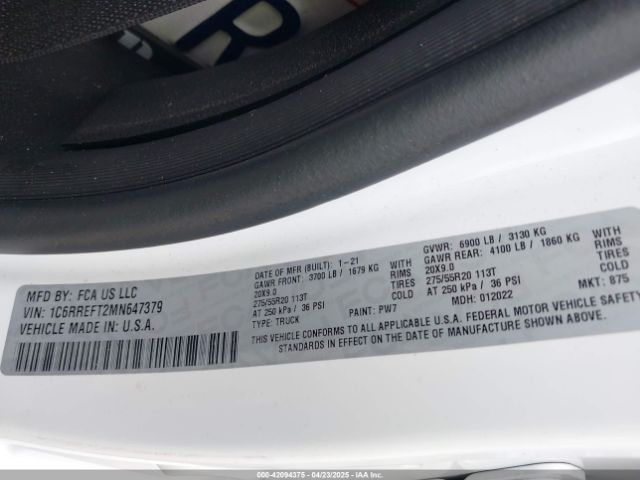 R
MFD BY: FCA US LLC
VIN: 1C6RREFT2MN647379
VEHICLE MADE IN U.S.A.
DATE OF MFR (BUILT): 1-21
GAWR FRONT: 3700 LB / 1679 KG WITH
20X9.0 RIMS
275/55R20 113T TIRES
AT 250 kPa / 36 PSI COLD
TYPE: TRUCK PAINT: PW7
GVWR: 6900 LB / 3130 KG
GAWR REAR: 4100 LB / 1860 KG WITH
20X9.0 RIMS
275/55R20 113T TIRES
AT 250 kPa / 36 PSI COLD
MDH: 012022 MKT: 875
THIS VEHICLE CONFORMS TO ALL APPLICABLE U.S.A. FEDERAL MOTOR VEHICLE
SAFETY STANDARDS IN EFFECT ON THE DATE OF MANUFACTURE SHOWN ABOVE.
000-42094375 - 04/23/2025 - IAA Inc.